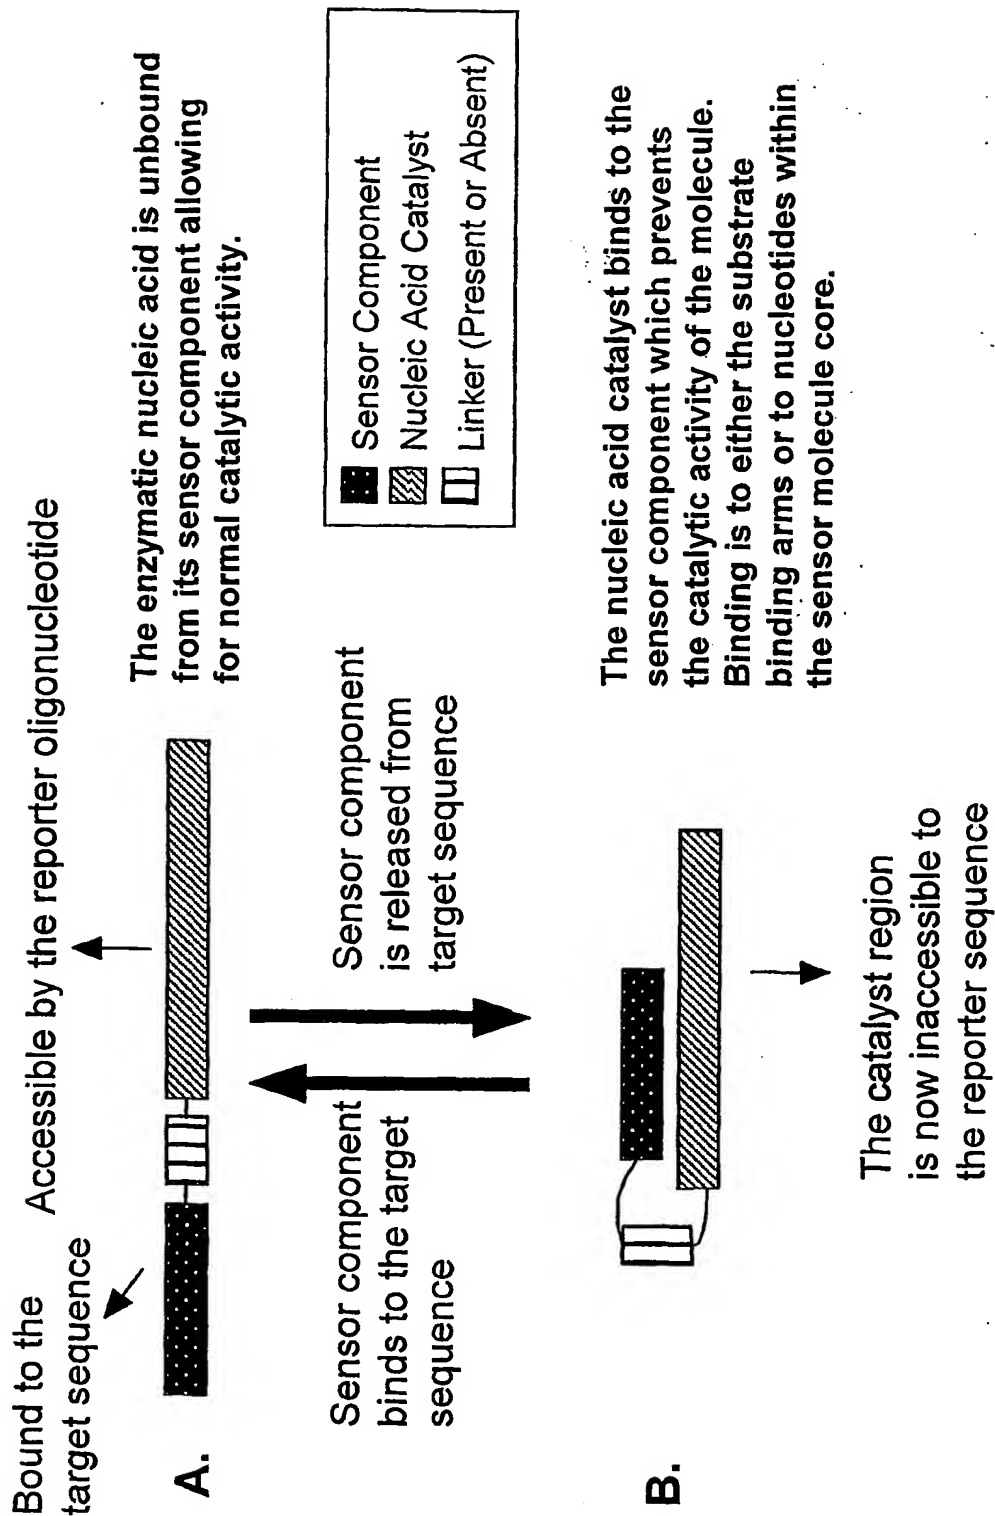 Bound to the
target sequence
Accessible by the reporter oligonucleotide
A.
The enzymatic nucleic acid is unbound
from its sensor component allowing
for normal catalytic activity.
Sensor component
binds to the target
sequence
Sensor component
is released from
target sequence
Sensor Component
Nucleic Acid Catalyst
Linker (Present or Absent)
B.
The nucleic acid catalyst binds to the
sensor component which prevents
the catalytic activity of the molecule.
Binding is to either the substrate
binding arms or to nucleotides within
the sensor molecule core.
The catalyst region
is now inaccessible to
the reporter sequence